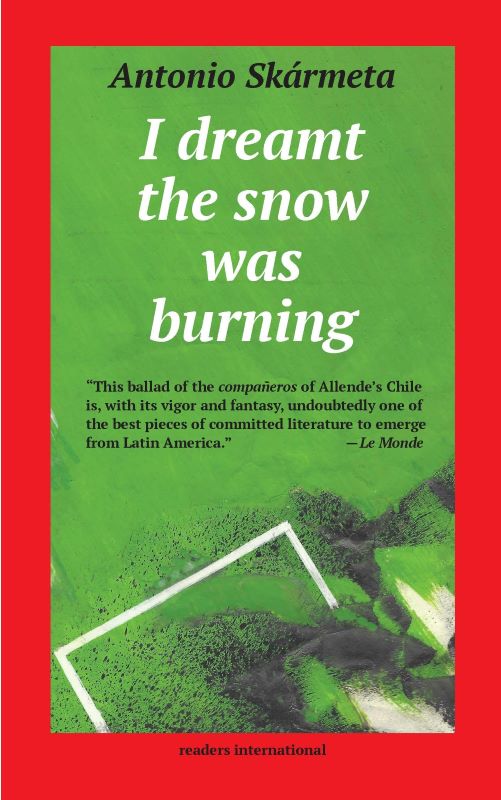 Antonio Skármeta
I dreamt
the snow
was
burning
“This ballad of the compañeros of Allende’s Chile
is, with its vigor and fantasy, undoubtedly one of
the best pieces of committed literature to emerge
from Latin America.” —Le Monde
readers international